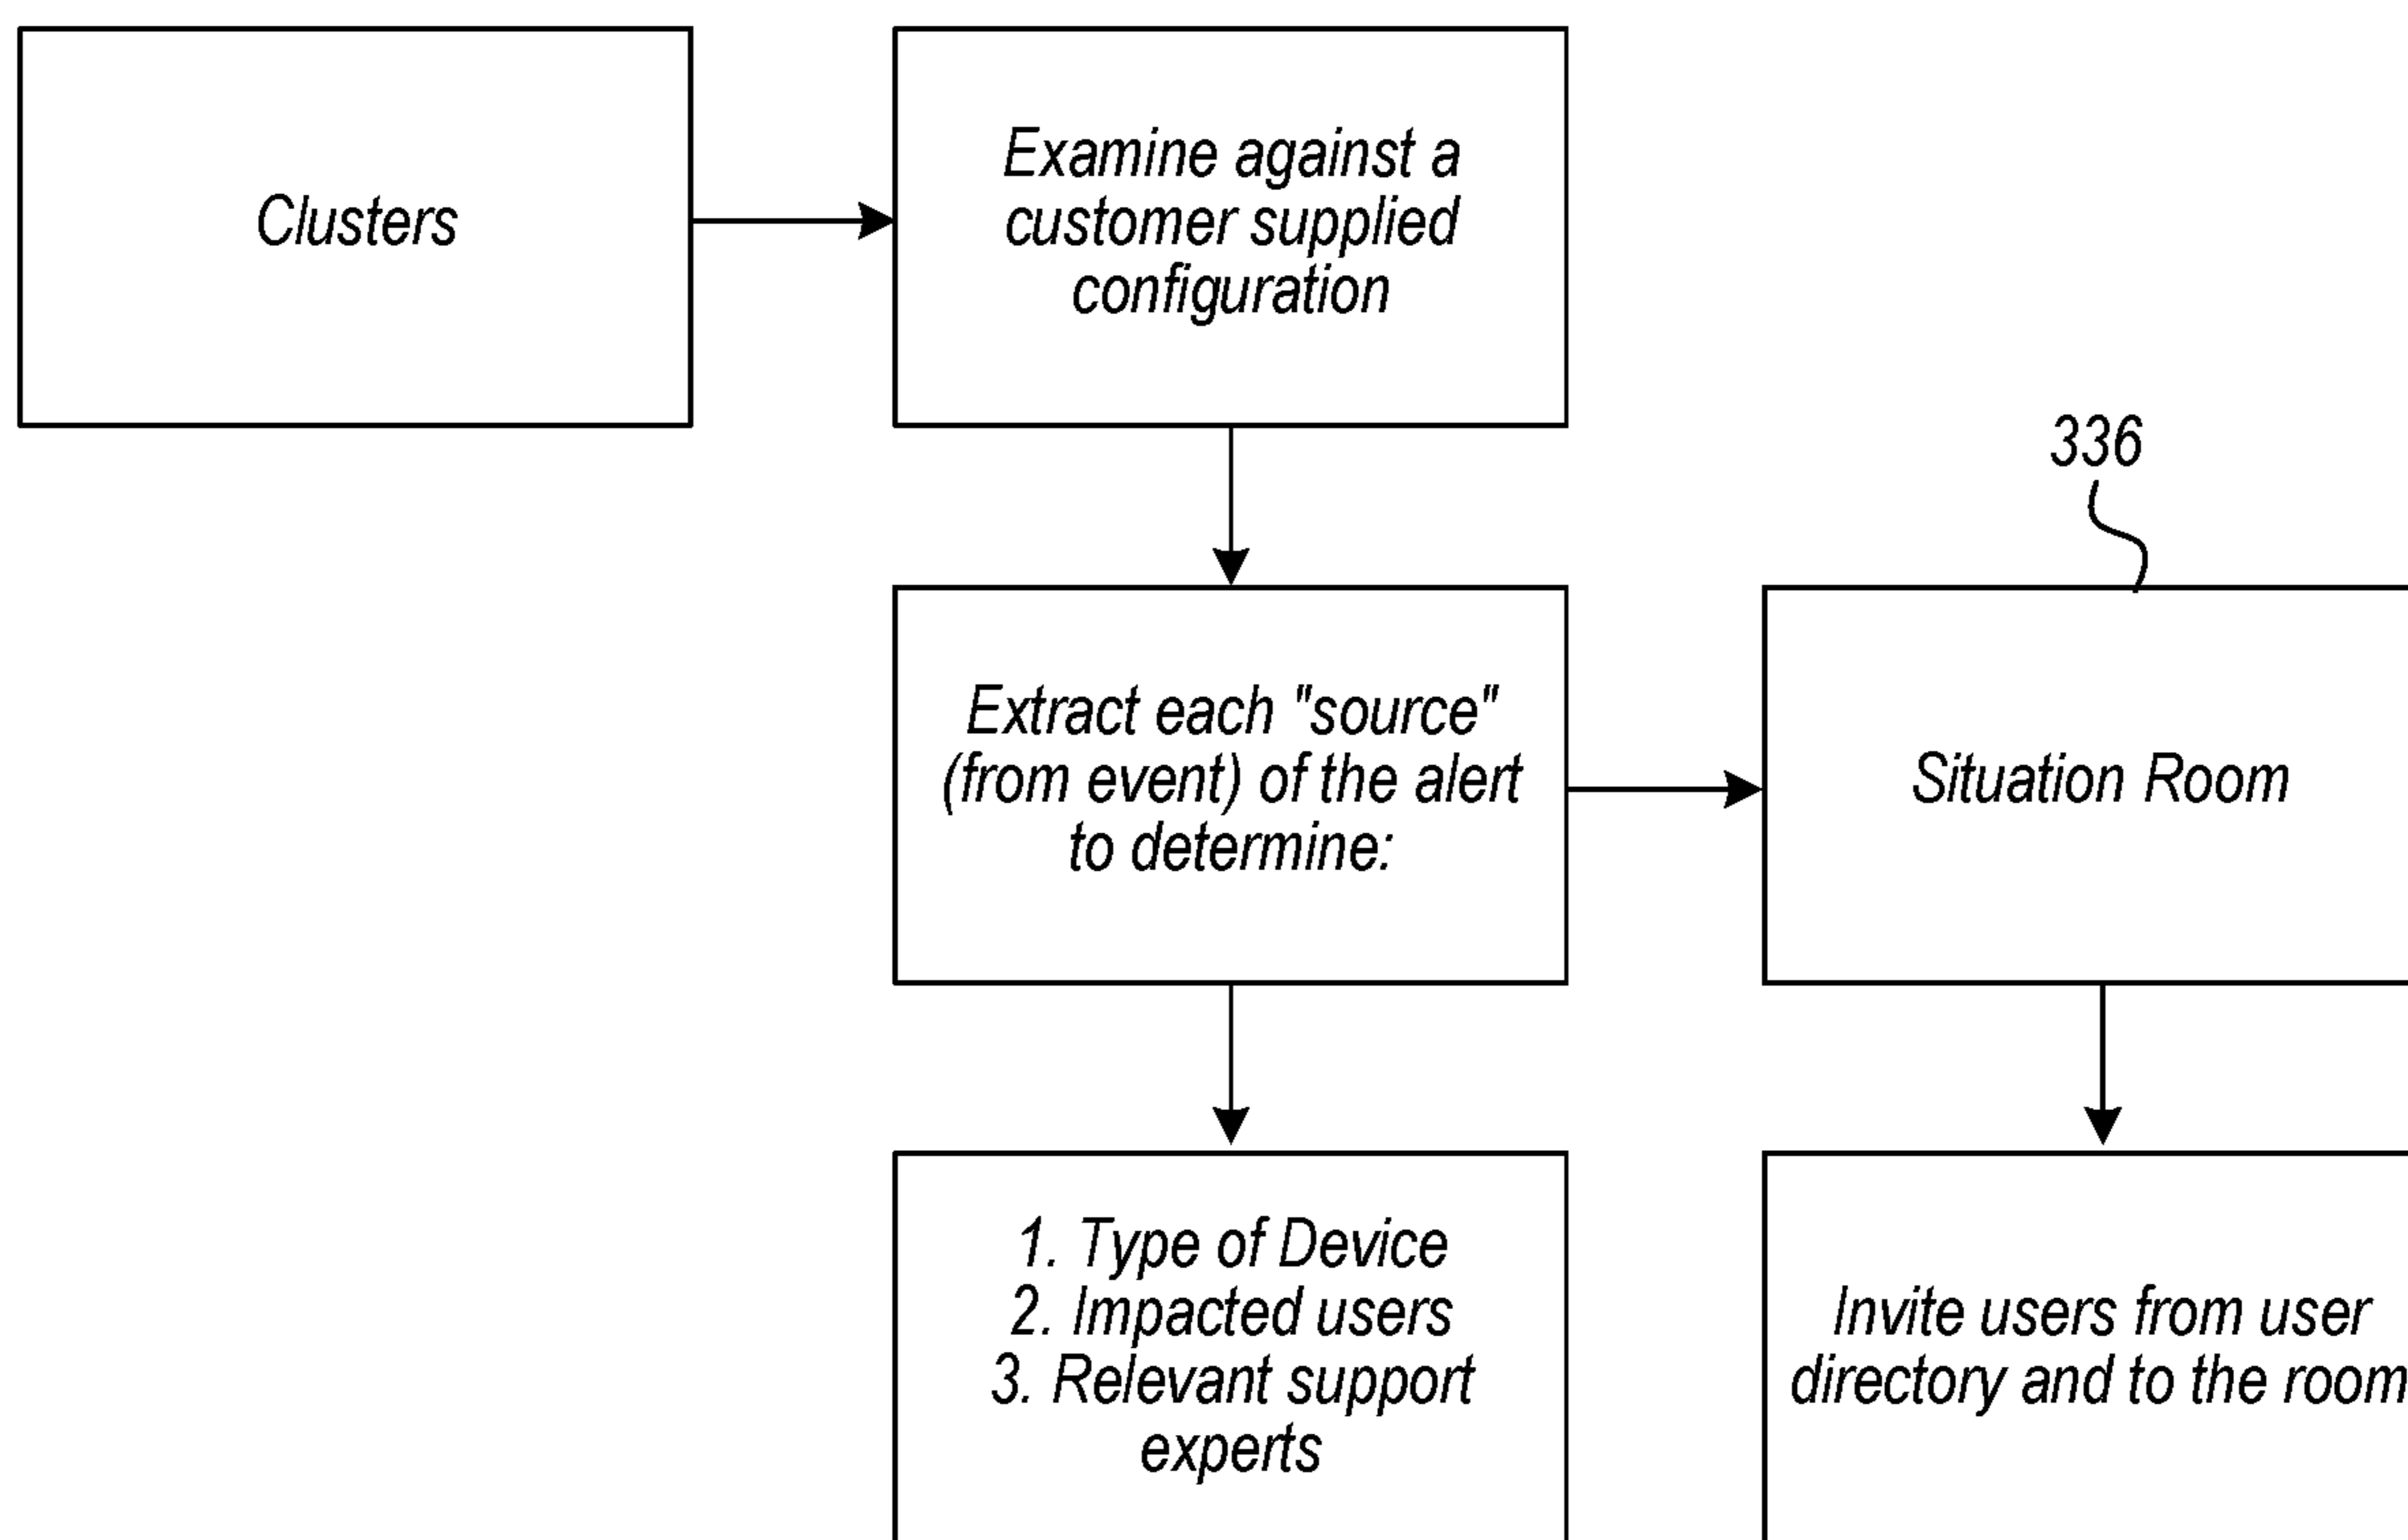 Clusters
Examine against a
customer supplied
configuration
336
Extract each "source"
(from event) of the alert
to determine:
Situation Room
1. Type of Device
2. Impacted users
3. Relevant support
experts
Invite users from user
directory and to the room